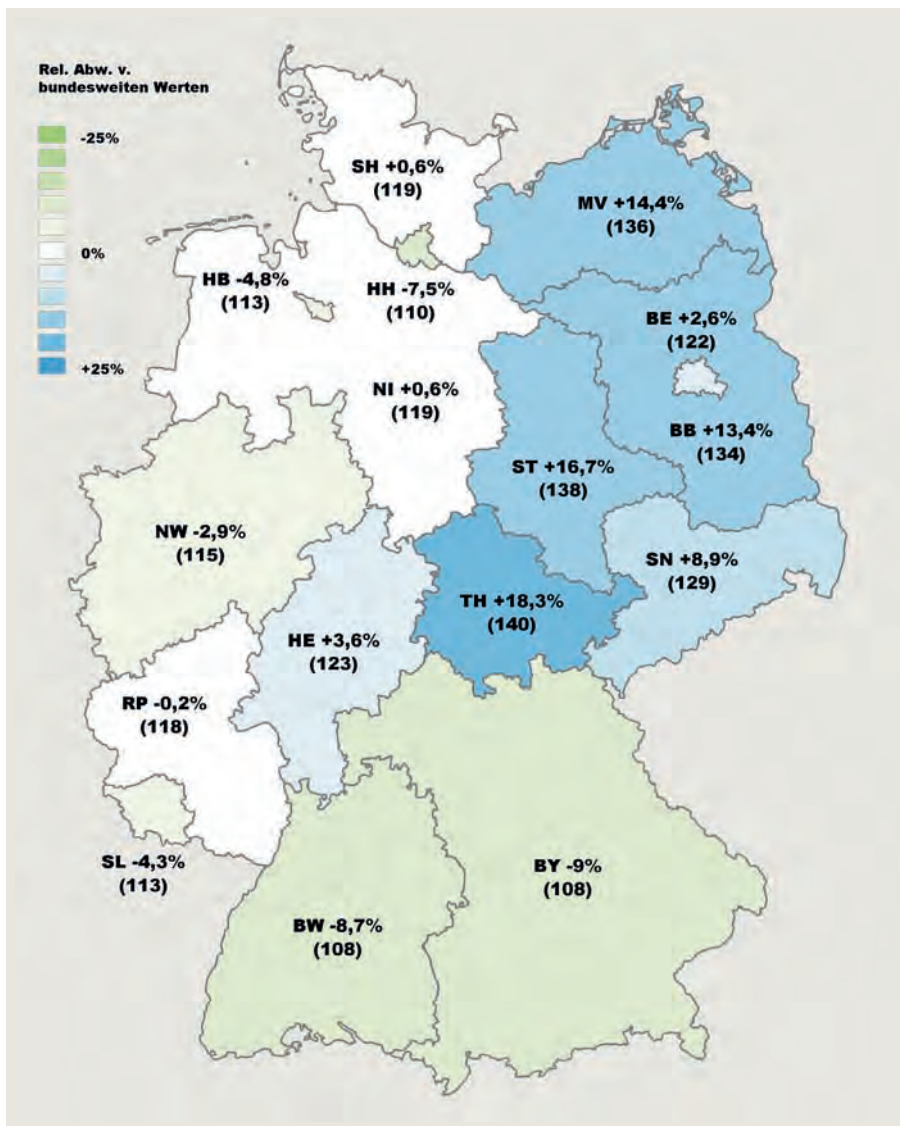 Rel. Abw. v.
bundesweiten Werten
-25%
0%
+25%
SH +0,6%
(119)
MV +14,4%
(136)
HB -4,8%
(113)
HH -7,5%
(110)
BE +2,6%
(122)
NI +0,6%
(119)
BB +13,4%
(134)
ST +16,7%
(138)
NW -2,9%
(115)
SN +8,9%
(129)
TH +18,3%
(140)
HE +3,6%
(123)
RP -0,2%
(118)
SL -4,3%
(113)
BY -9%
(108)
BW -8,7%
(108)